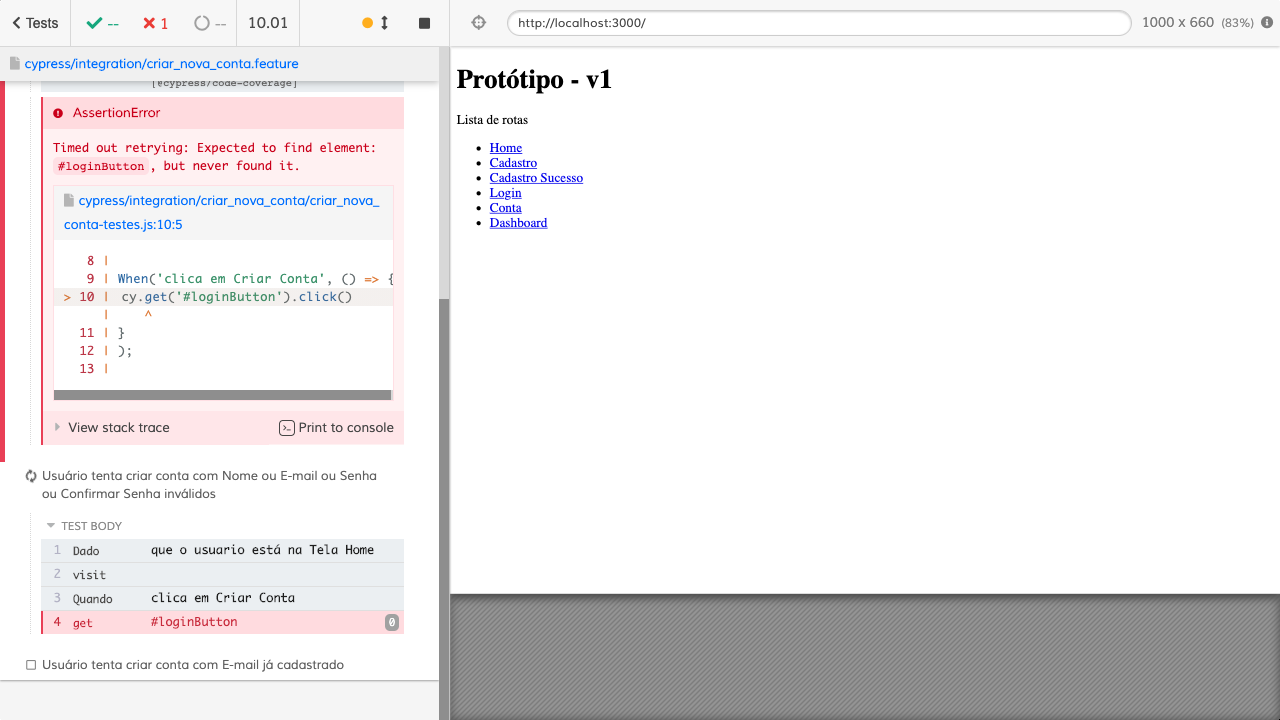 Tests
--
1
--
10.01
http://localhost:3000/
1000 x 660 (83%)
cypress/integration/criar_nova_conta.feature
[@cypress/code-coverage]
AssertionError
Timed out retrying: Expected to find element:
#loginButton, but never found it.
cypress/integration/criar_nova_conta/criar_nova_
conta-testes.js:10:5
8 |
9 | When('clica em Criar Conta', () => {
> 10 | cy.get('#loginButton').click()
| ^
11 | }
12 | );
13 |
View stack trace
Print to console
Usuário tenta criar conta com Nome ou E-mail ou Senha
ou Confirmar Senha inválidos
TEST BODY
1 Dado que o usuario está na Tela Home
2 visit
3 Quando clica em Criar Conta
4 get #loginButton 0
Usuário tenta criar conta com E-mail já cadastrado
Protótipo - v1
Lista de rotas
Home
Cadastro
Cadastro Sucesso
Login
Conta
Dashboard